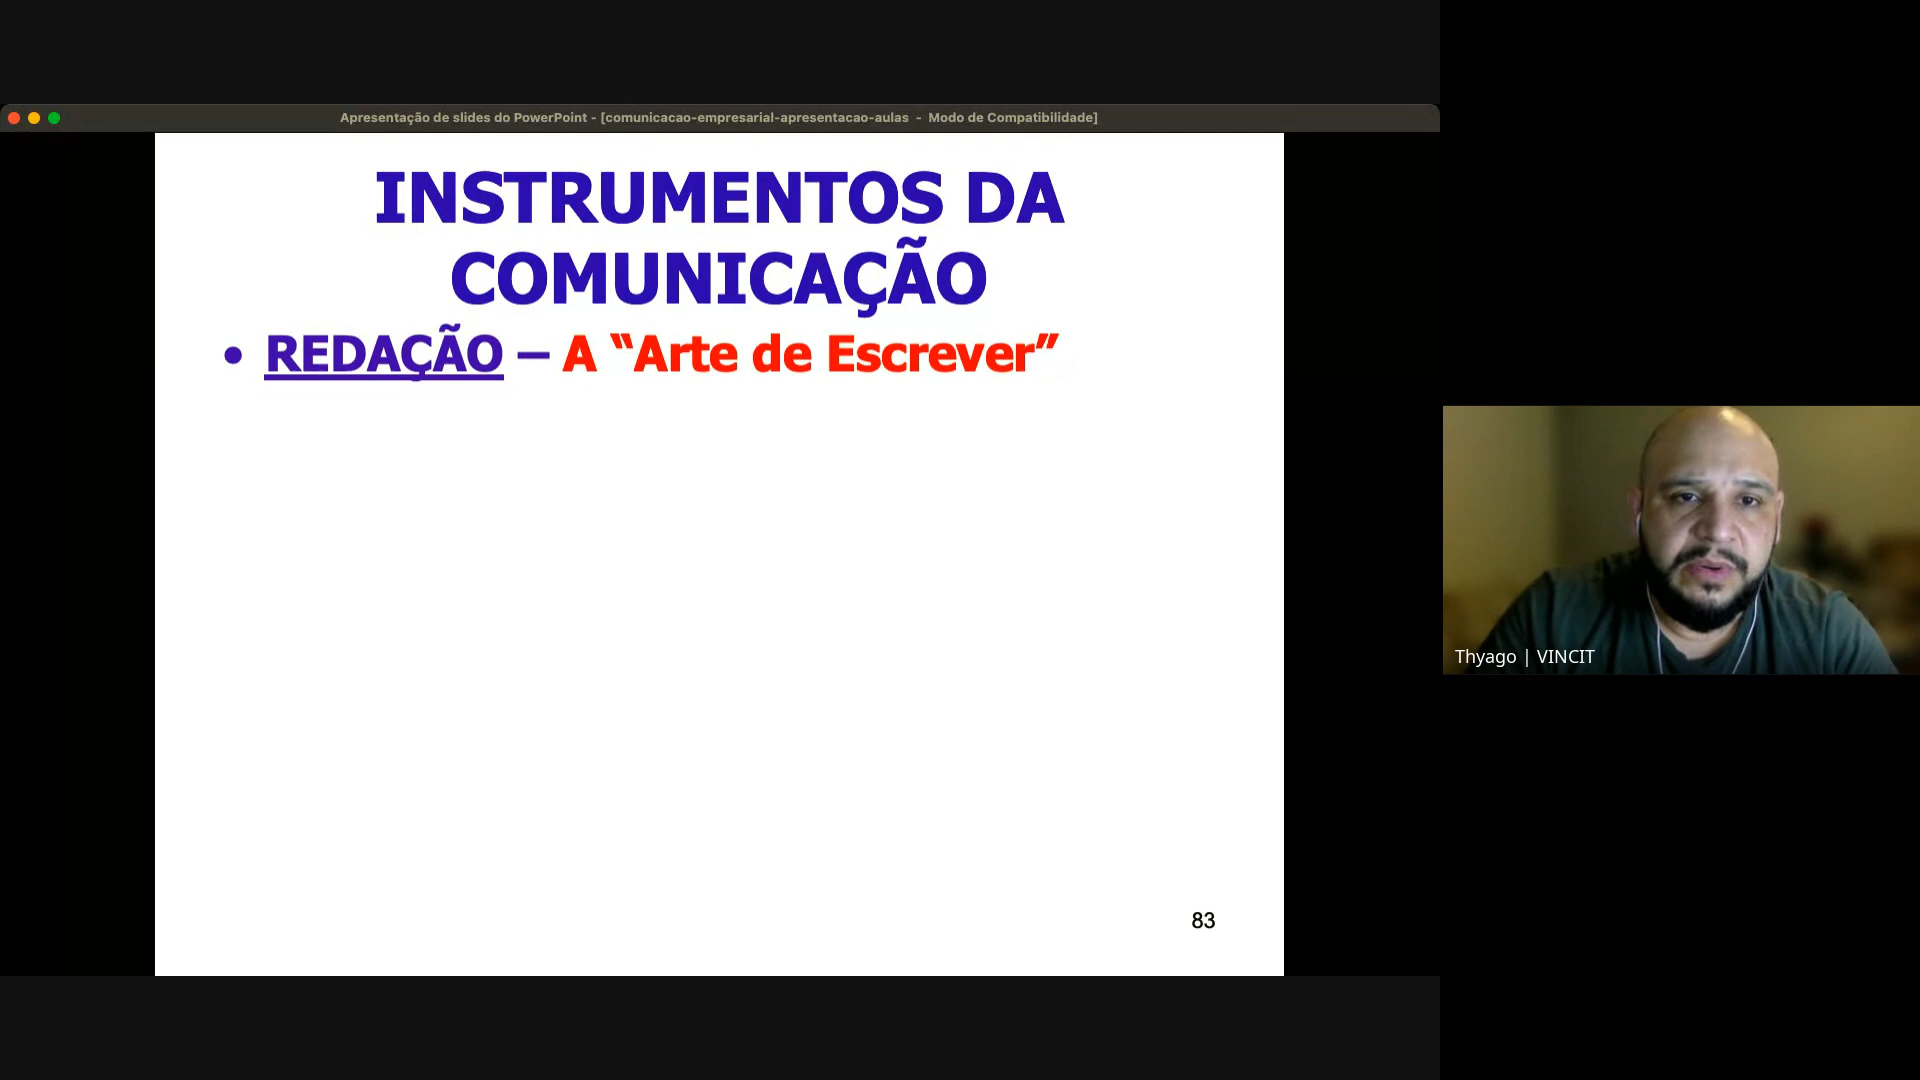 Apresentação de slides do PowerPoint - [comunicacao-empresarial-apresentacao-aulas - Modo de Compatibilidade]
INSTRUMENTOS DA
COMUNICAÇÃO
• REDAÇÃO – A “Arte de Escrever”
83
Thyago | VINCIT